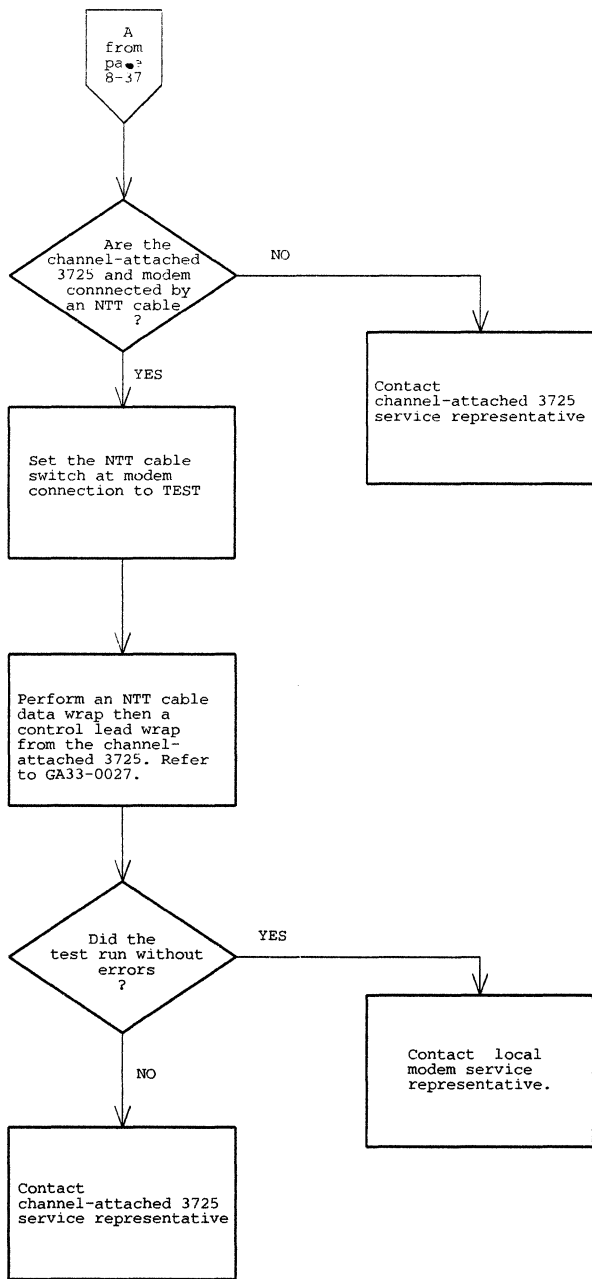 A
from
8-37
Are the
channel-attached
3725 and modem
connnected by
an NTT cable
?
NO
YES
Contact
channel-attached 3725
service representative
Set the NTT cable
switch at modem
connection to TEST
Perform an NTT cable
data wrap then a
control lead wrap
from the channel-
attached 3725. Refer
to GA33-0027.
Did the
test run without
errors
?
YES
NO
Contact local
modem service
representative.
Contact
channel-attached 3725
service representative